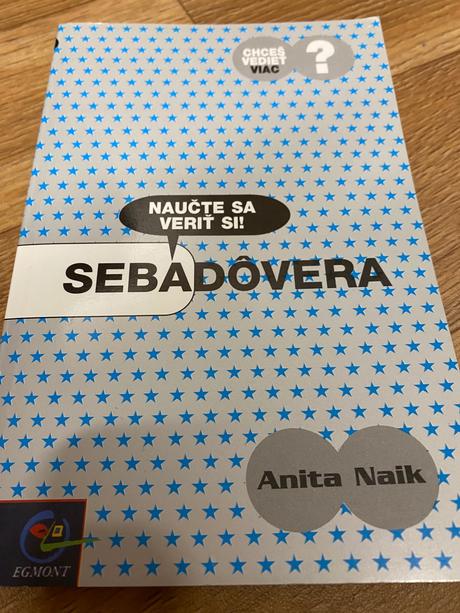 CHCEŠ
VEDIEŤ
VIAC
?
NAUČTE SA
VERIŤ SI!
SEBADÔVERA
Anita Naik
EGMONT